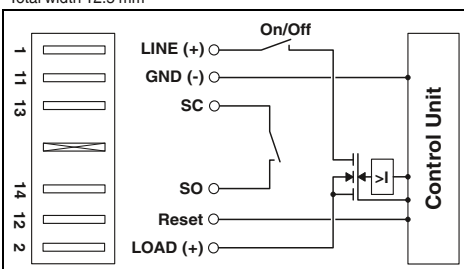 Total width 12.5 mm
On/Off
1 LINE (+)
11 GND (-)
13 SC
14 SO
12 Reset
2 LOAD (+)
>I
Control Unit